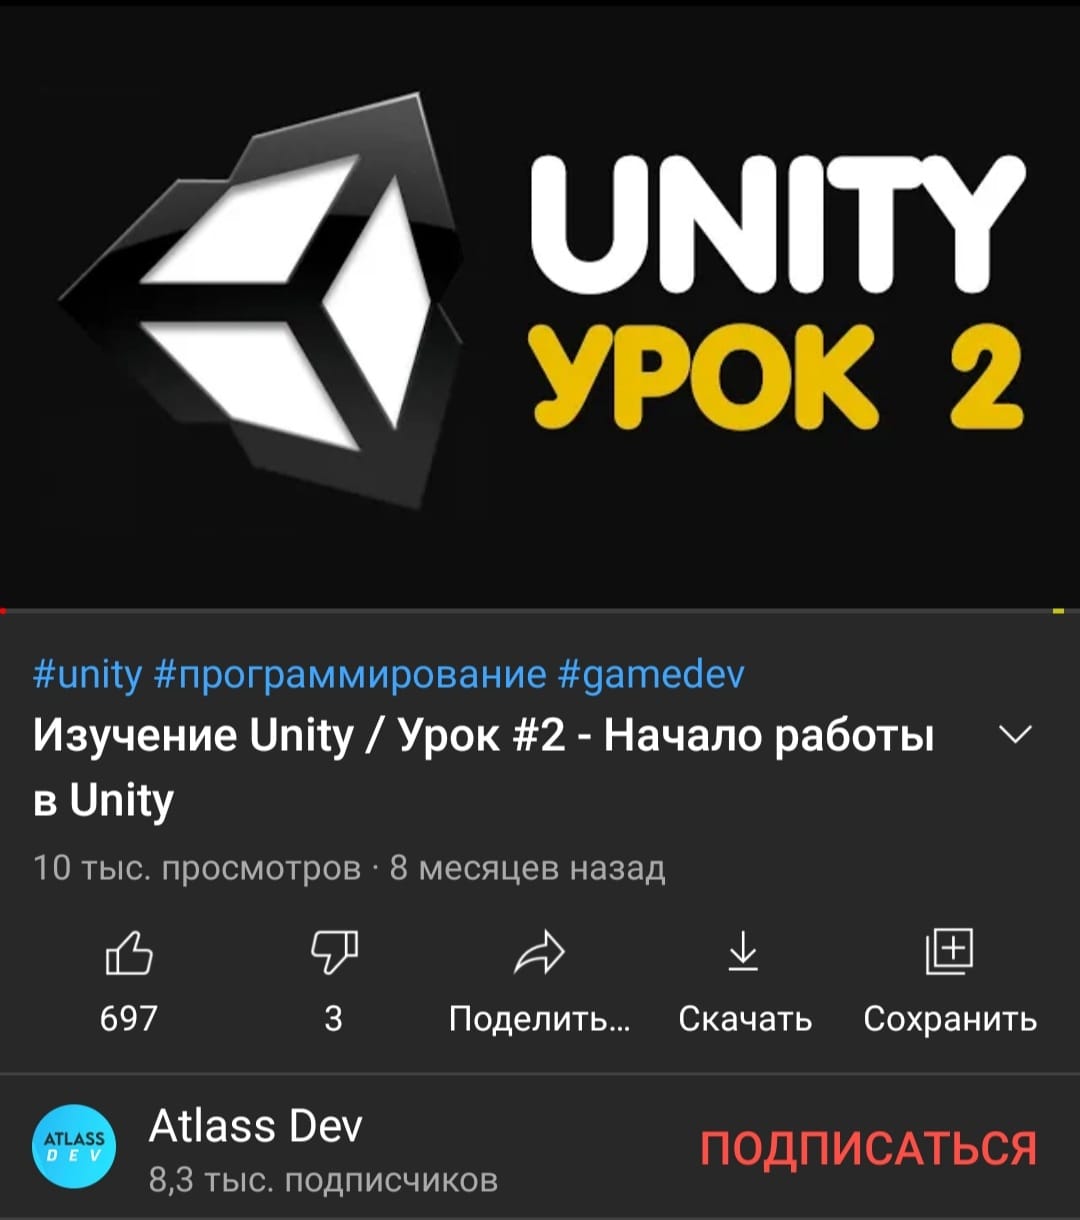 UNITY
УРОК 2
#unity #программирование #gamedev
Изучение Unity / Урок #2 - Начало работы
в Unity
10 тыс. просмотров · 8 месяцев назад
697
3
Поделить...
Скачать
Сохранить
ATLASS
DEV
Atlass Dev
8,3 тыс. подписчиков
ПОДПИСАТЬСЯ